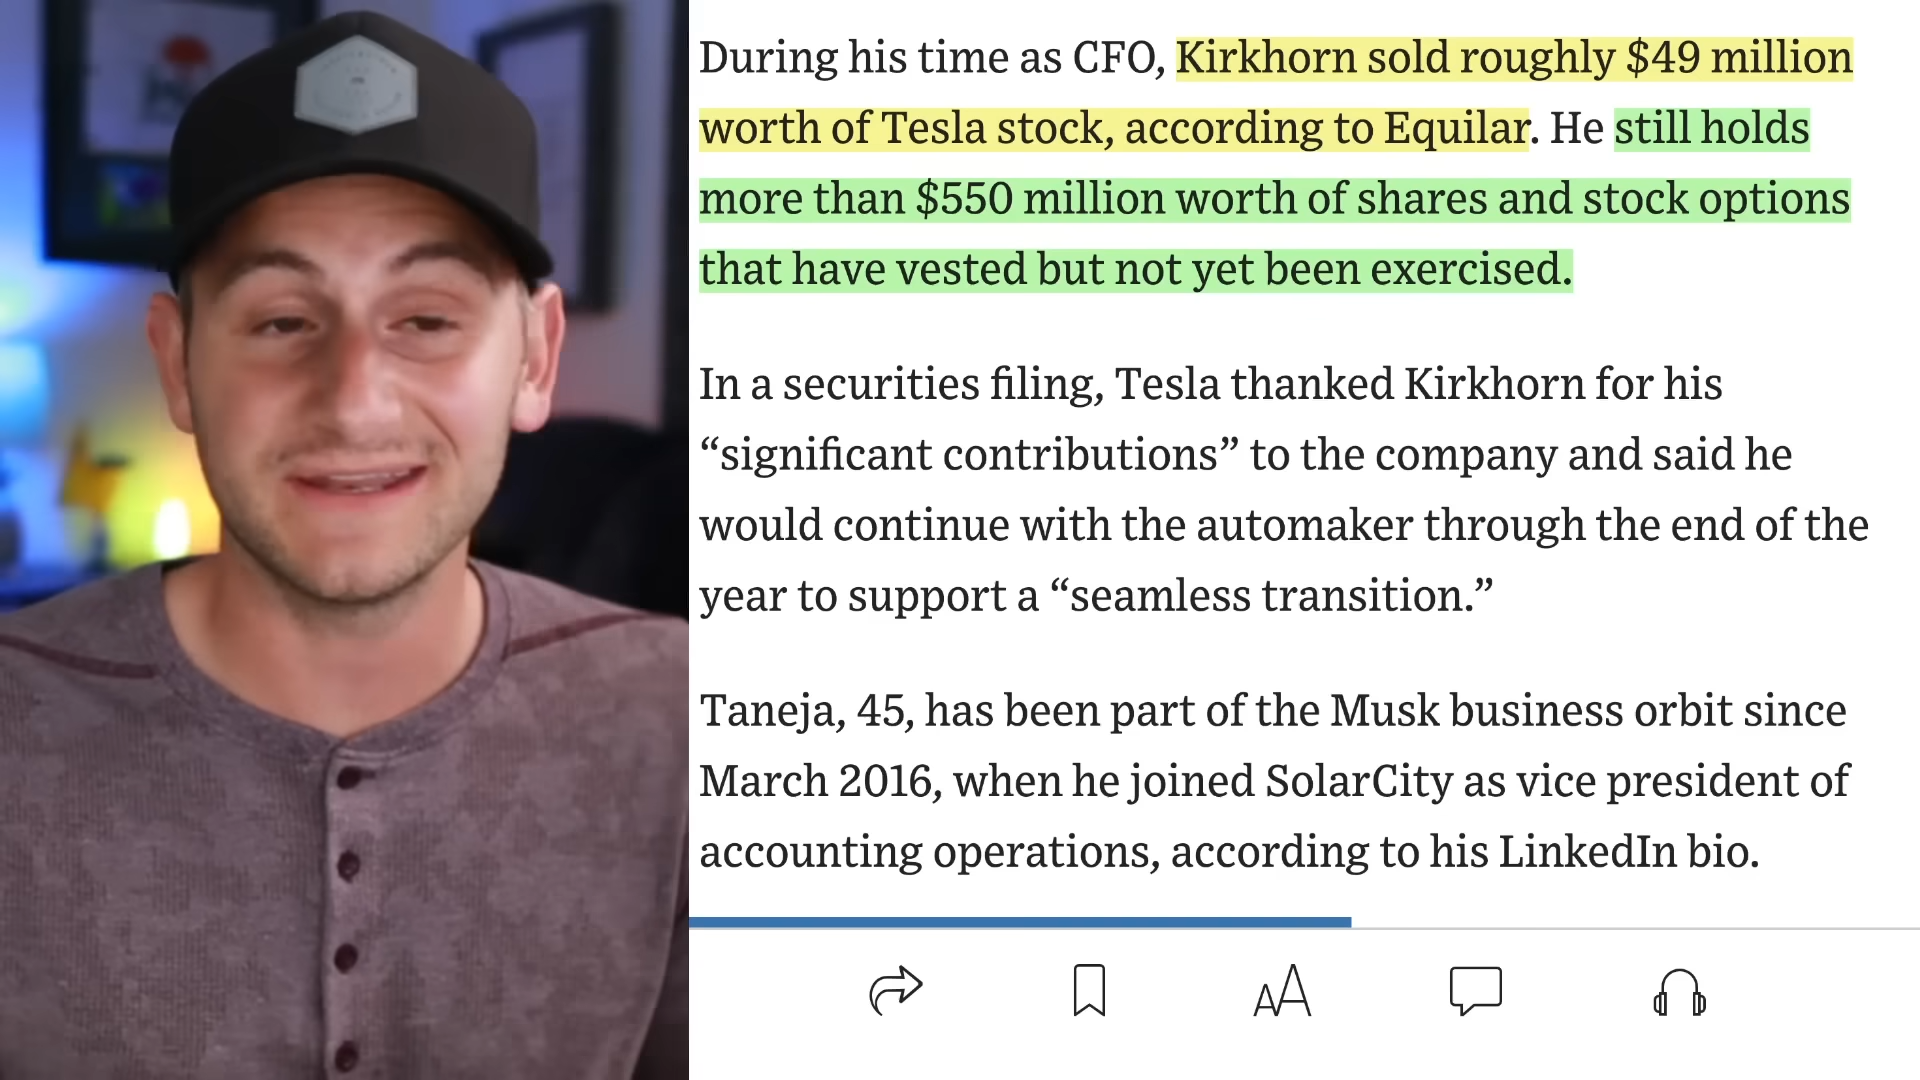 During his time as CFO, Kirkhorn sold roughly $49 million
worth of Tesla stock, according to Equilar. He still holds
more than $550 million worth of shares and stock options
that have vested but not yet been exercised.
In a securities filing, Tesla thanked Kirkhorn for his
“significant contributions” to the company and said he
would continue with the automaker through the end of the
year to support a “seamless transition.”
Taneja, 45, has been part of the Musk business orbit since
March 2016, when he joined SolarCity as vice president of
accounting operations, according to his LinkedIn bio.
AA